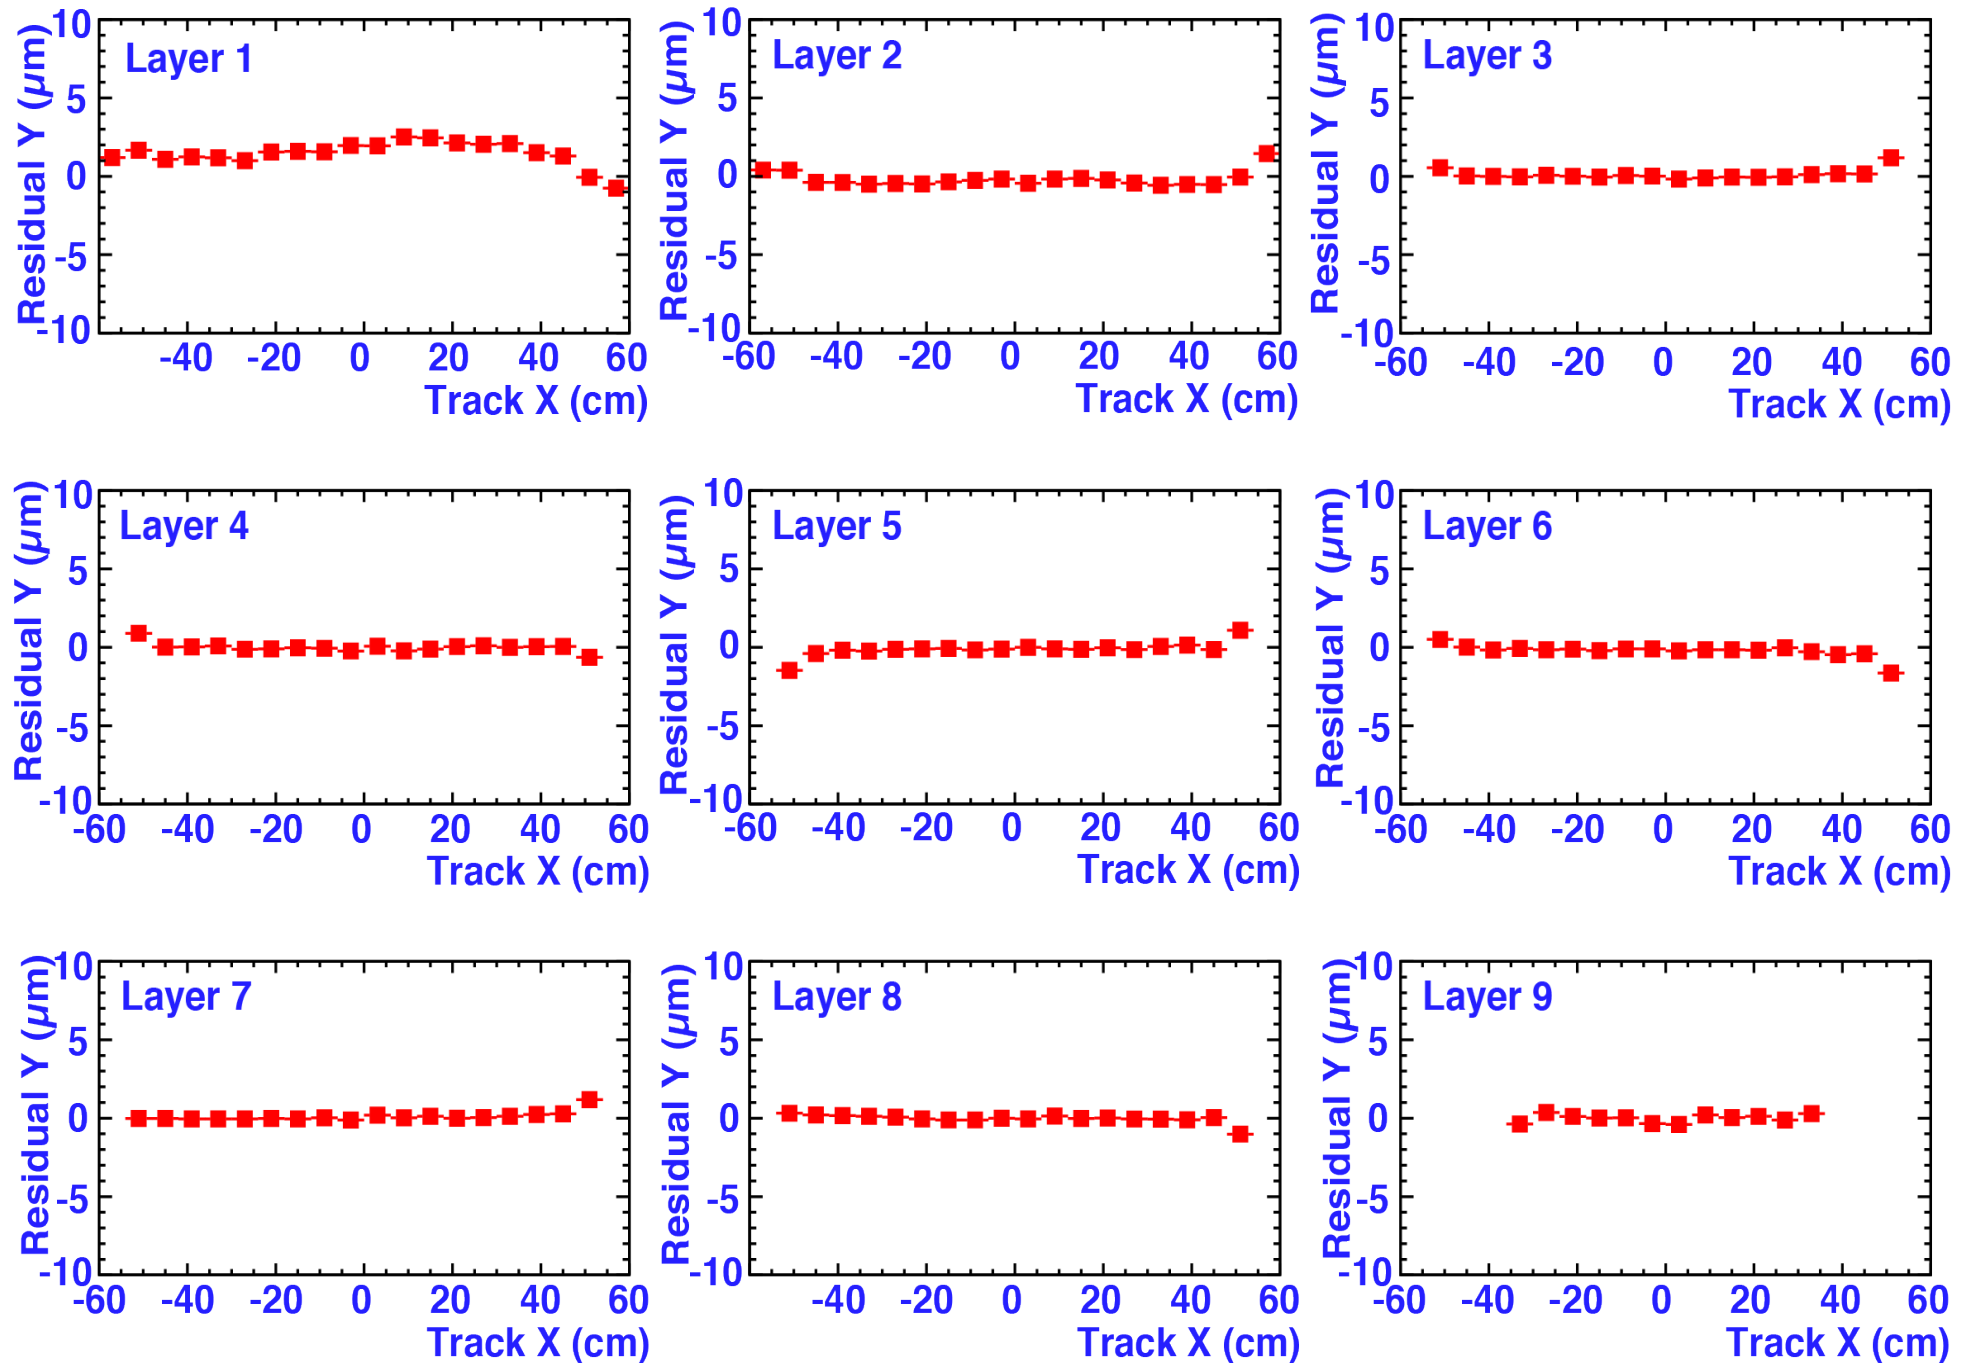 Layer 1
Residual Y (μm)
10
5
0
-5
-10
-40 -20 0 20 40 60
Track X (cm)
Layer 2
Residual Y (μm)
10
5
0
-5
-10
-60 -40 -20 0 20 40 60
Track X (cm)
Layer 3
Residual Y (μm)
10
5
0
-5
-10
-60 -40 -20 0 20 40 60
Track X (cm)
Layer 4
Residual Y (μm)
10
5
0
-5
-10
-60 -40 -20 0 20 40 60
Track X (cm)
Layer 5
Residual Y (μm)
10
5
0
-5
-10
-60 -40 -20 0 20 40 60
Track X (cm)
Layer 6
Residual Y (μm)
10
5
0
-5
-10
-60 -40 -20 0 20 40 60
Track X (cm)
Layer 7
Residual Y (μm)
10
5
0
-5
-10
-60 -40 -20 0 20 40 60
Track X (cm)
Layer 8
Residual Y (μm)
10
5
0
-5
-10
-40 -20 0 20 40 60
Track X (cm)
Layer 9
Residual Y (μm)
10
5
0
-5
-10
-60 -40 -20 0 20 40 60
Track X (cm)